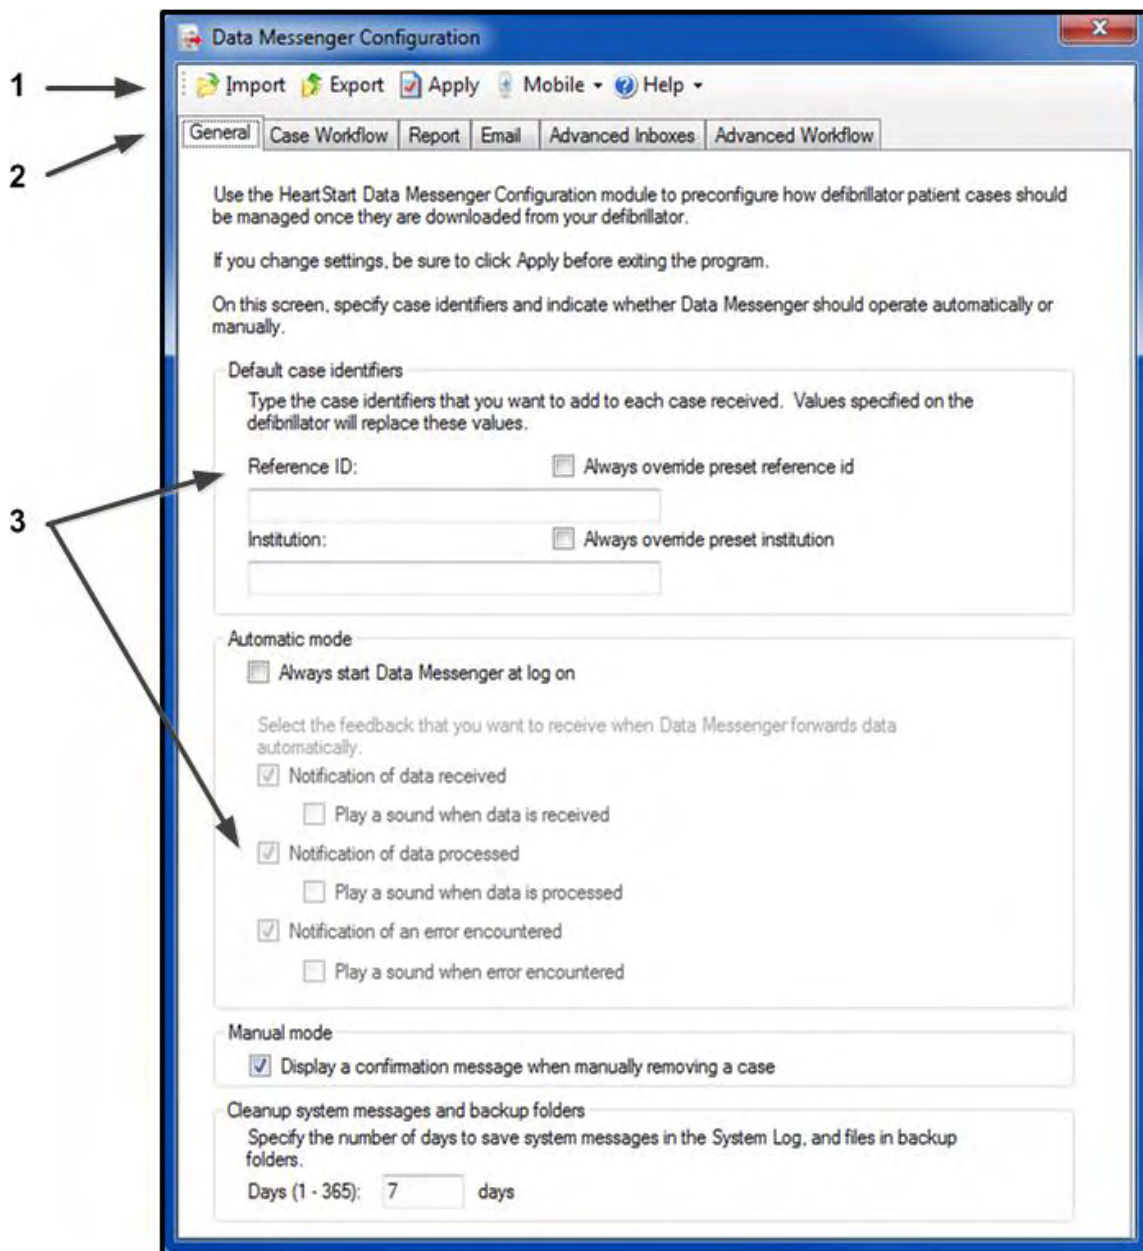 Data Messenger Configuration
1
Import Export Apply Mobile Help
2
General Case Workflow Report Email Advanced Inboxes Advanced Workflow
Use the HeartStart Data Messenger Configuration module to preconfigure how defibrillator patient cases should
be managed once they are downloaded from your defibrillator.
If you change settings, be sure to click Apply before exiting the program.
On this screen, specify case identifiers and indicate whether Data Messenger should operate automatically or
manually.
Default case identifiers
Type the case identifiers that you want to add to each case received. Values specified on the
defibrillator will replace these values.
Reference ID: Always override preset reference id
3
Institution: Always override preset institution
Automatic mode
Always start Data Messenger at log on
Select the feedback that you want to receive when Data Messenger forwards data
automatically.
Notification of data received
Play a sound when data is received
Notification of data processed
Play a sound when data is processed
Notification of an error encountered
Play a sound when error encountered
Manual mode
Display a confirmation message when manually removing a case
Cleanup system messages and backup folders
Specify the number of days to save system messages in the System Log, and files in backup
folders.
Days (1 - 365): 7 days